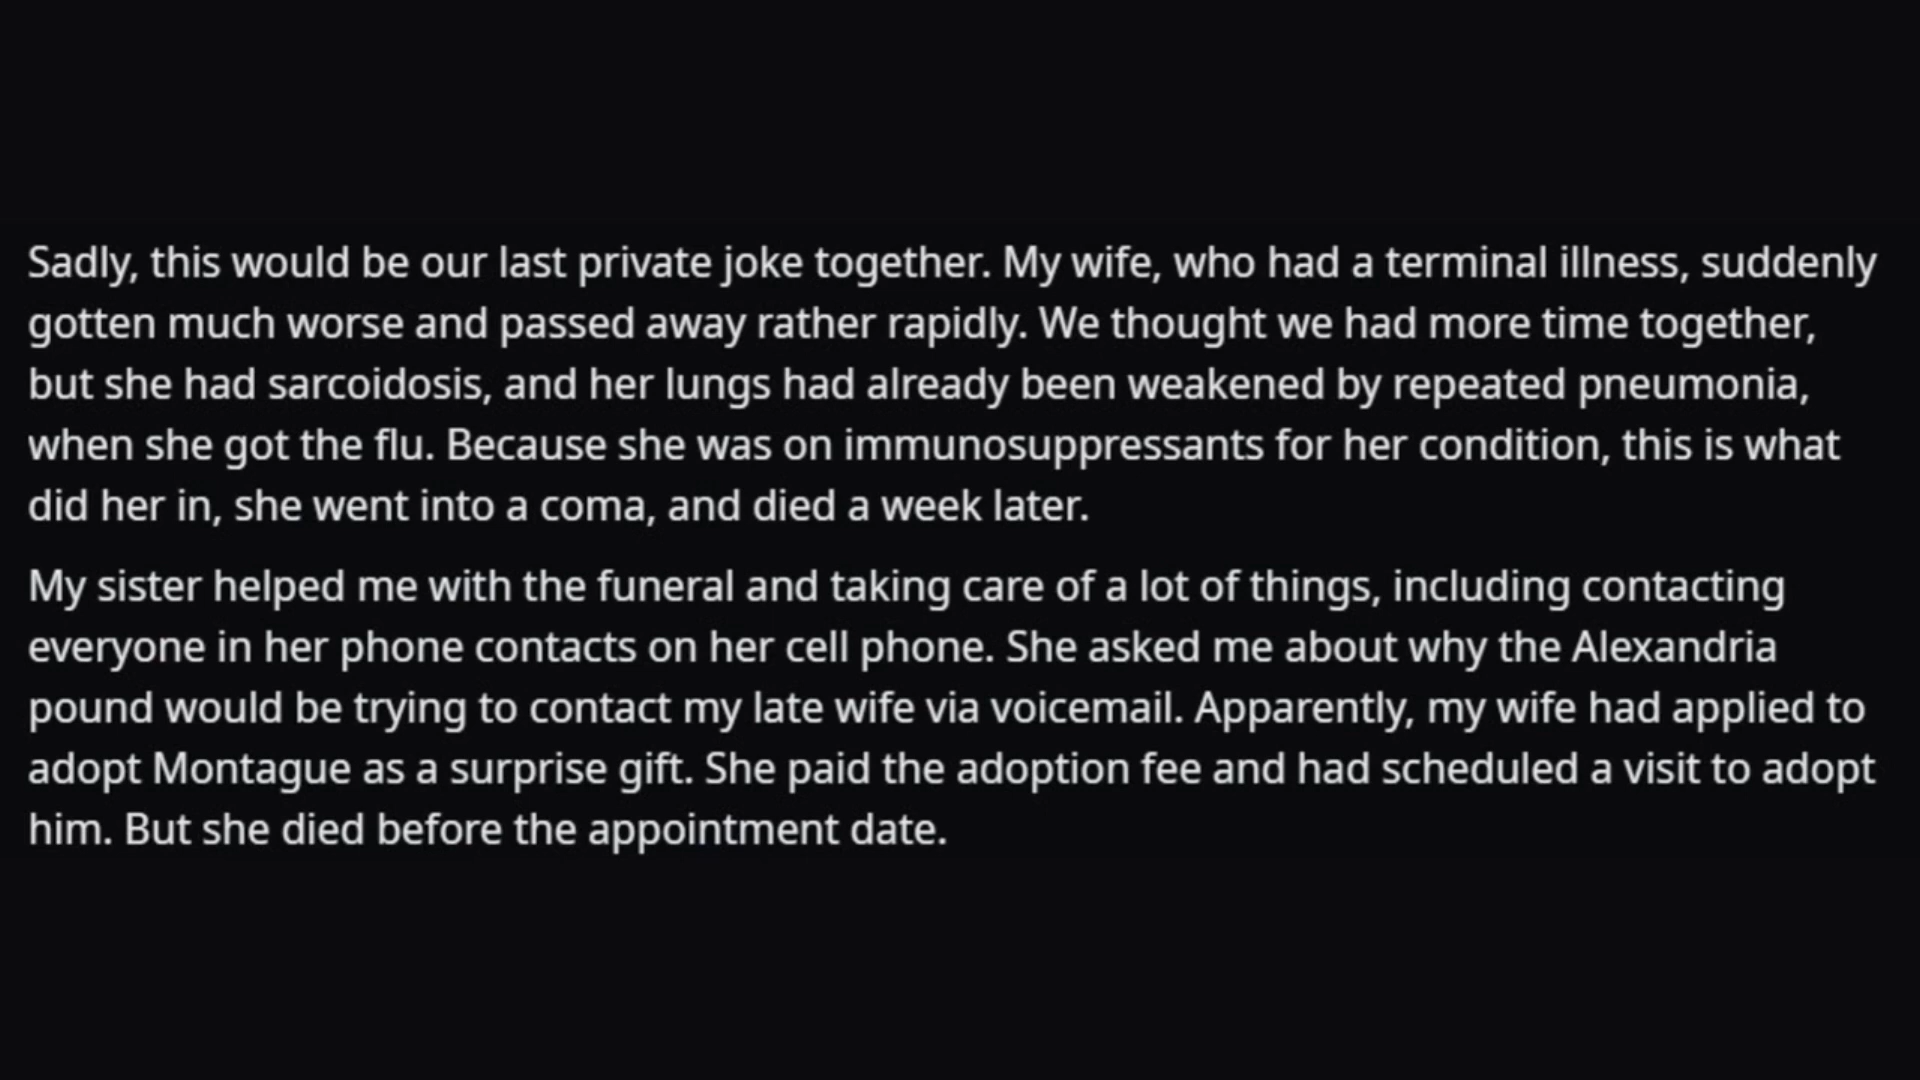 Sadly, this would be our last private joke together. My wife, who had a terminal illness, suddenly
gotten much worse and passed away rather rapidly. We thought we had more time together,
but she had sarcoidosis, and her lungs had already been weakened by repeated pneumonia,
when she got the flu. Because she was on immunosuppressants for her condition, this is what
did her in, she went into a coma, and died a week later.
My sister helped me with the funeral and taking care of a lot of things, including contacting
everyone in her phone contacts on her cell phone. She asked me about why the Alexandria
pound would be trying to contact my late wife via voicemail. Apparently, my wife had applied to
adopt Montague as a surprise gift. She paid the adoption fee and had scheduled a visit to adopt
him. But she died before the appointment date.